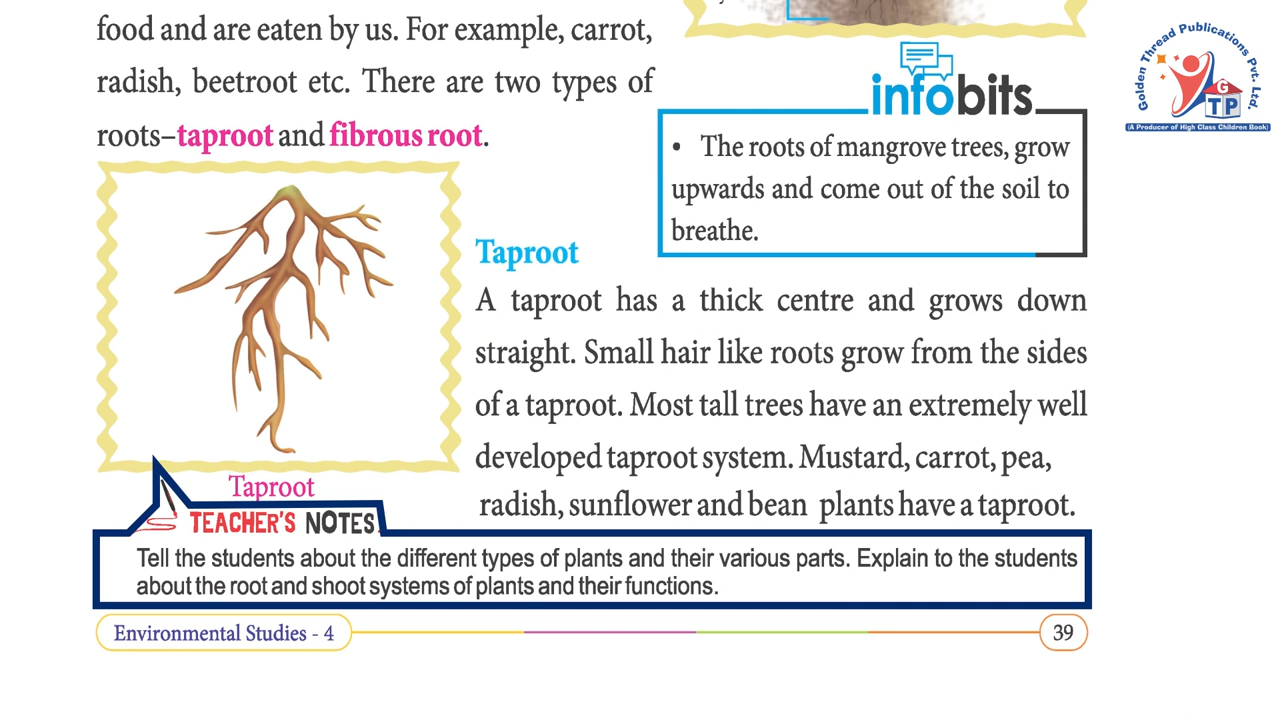 food and are eaten by us. For example, carrot,
radish, beetroot etc. There are two types of
roots–taproot and fibrous root.
infobits
• The roots of mangrove trees, grow
upwards and come out of the soil to
breathe.
Taproot
A taproot has a thick centre and grows down
straight. Small hair like roots grow from the sides
of a taproot. Most tall trees have an extremely well
developed taproot system. Mustard, carrot, pea,
radish, sunflower and bean plants have a taproot.
Taproot
TEACHER'S NOTES
Tell the students about the different types of plants and their various parts. Explain to the students
about the root and shoot systems of plants and their functions.
Environmental Studies - 4
39
Golden Thread Publications Pvt. Ltd.
G
TP
(A Producer of High Class Children Book)